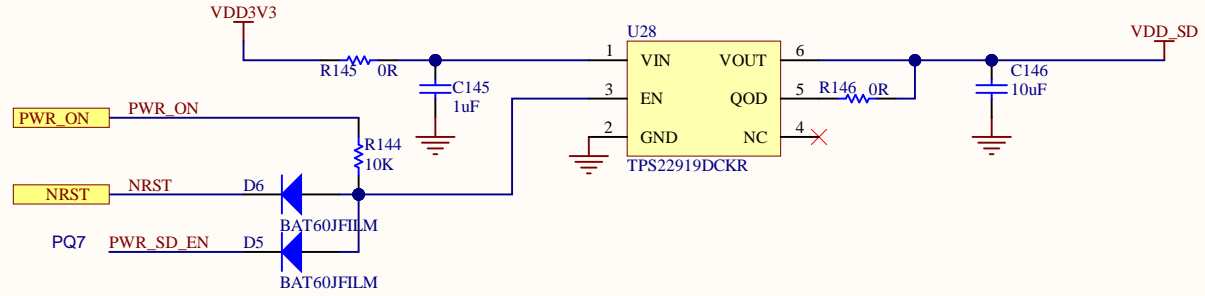 VDD3V3
VDD_SD
U28
R145 0R
C145
1uF
1 VIN
3 EN
2 GND
VOUT 6
QOD 5
NC 4
TPS22919DCKR
R146 0R
C146
10uF
PWR_ON PWR_ON
R144
10K
NRST NRST D6
BAT60JFILM
PQ7 PWR_SD_EN D5
BAT60JFILM